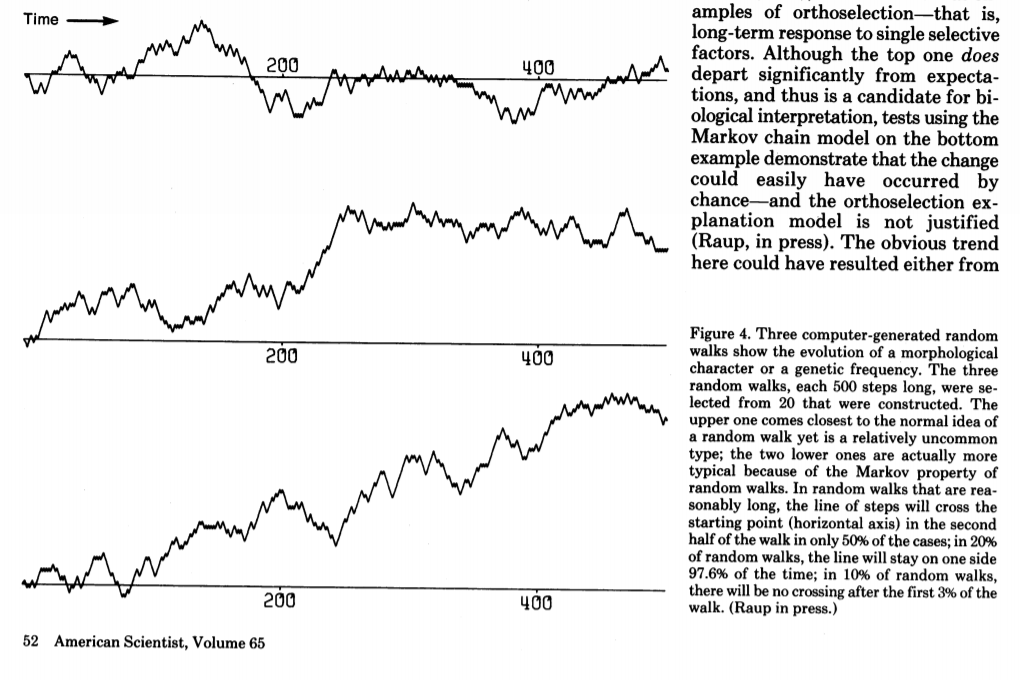 Time
200
400
200
400
200
400
52 American Scientist, Volume 65
amples of orthoselection—that is,
long-term response to single selective
factors. Although the top one does
depart significantly from expecta-
tions, and thus is a candidate for bi-
ological interpretation, tests using the
Markov chain model on the bottom
example demonstrate that the change
could easily have occurred by
chance—and the orthoselection ex-
planation model is not justified
(Raup, in press). The obvious trend
here could have resulted either from
Figure 4. Three computer-generated random
walks show the evolution of a morphological
character or a genetic frequency. The three
random walks, each 500 steps long, were se-
lected from 20 that were constructed. The
upper one comes closest to the normal idea of
a random walk yet is a relatively uncommon
type; the two lower ones are actually more
typical because of the Markov property of
random walks. In random walks that are rea-
sonably long, the line of steps will cross the
starting point (horizontal axis) in the second
half of the walk in only 50% of the cases; in 20%
of random walks, the line will stay on one side
97.6% of the time; in 10% of random walks,
there will be no crossing after the first 3% of the
walk. (Raup in press.)